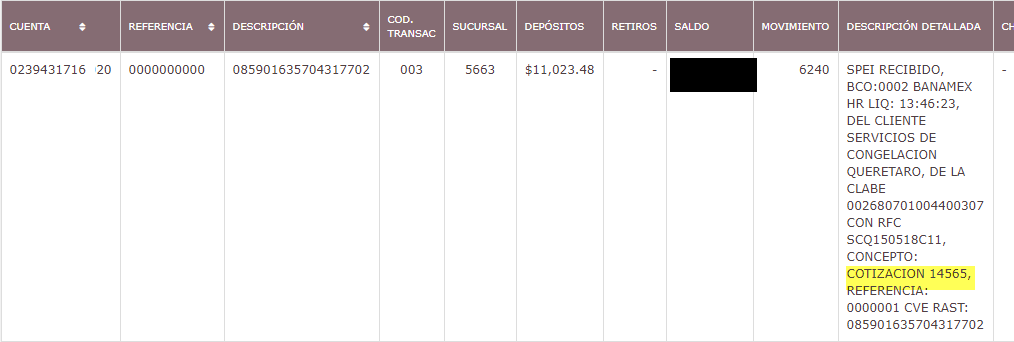 CUENTA REFERENCIA DESCRIPCIÓN COD. TRANSAC SUCURSAL DEPÓSITOS RETIROS SALDO MOVIMIENTO DESCRIPCIÓN DETALLADA CH
0239431716 20 0000000000 085901635704317702 003 5663 $11,023.48 - 6240 SPEI RECIBIDO, -
BCO:0002 BANAMEX
HR LIQ: 13:46:23,
DEL CLIENTE
SERVICIOS DE
CONGELACION
QUERETARO, DE LA
CLABE
002680701004400307
CON RFC
SCQ150518C11,
CONCEPTO:
COTIZACION 14565,
REFERENCIA:
0000001 CVE RAST:
085901635704317702